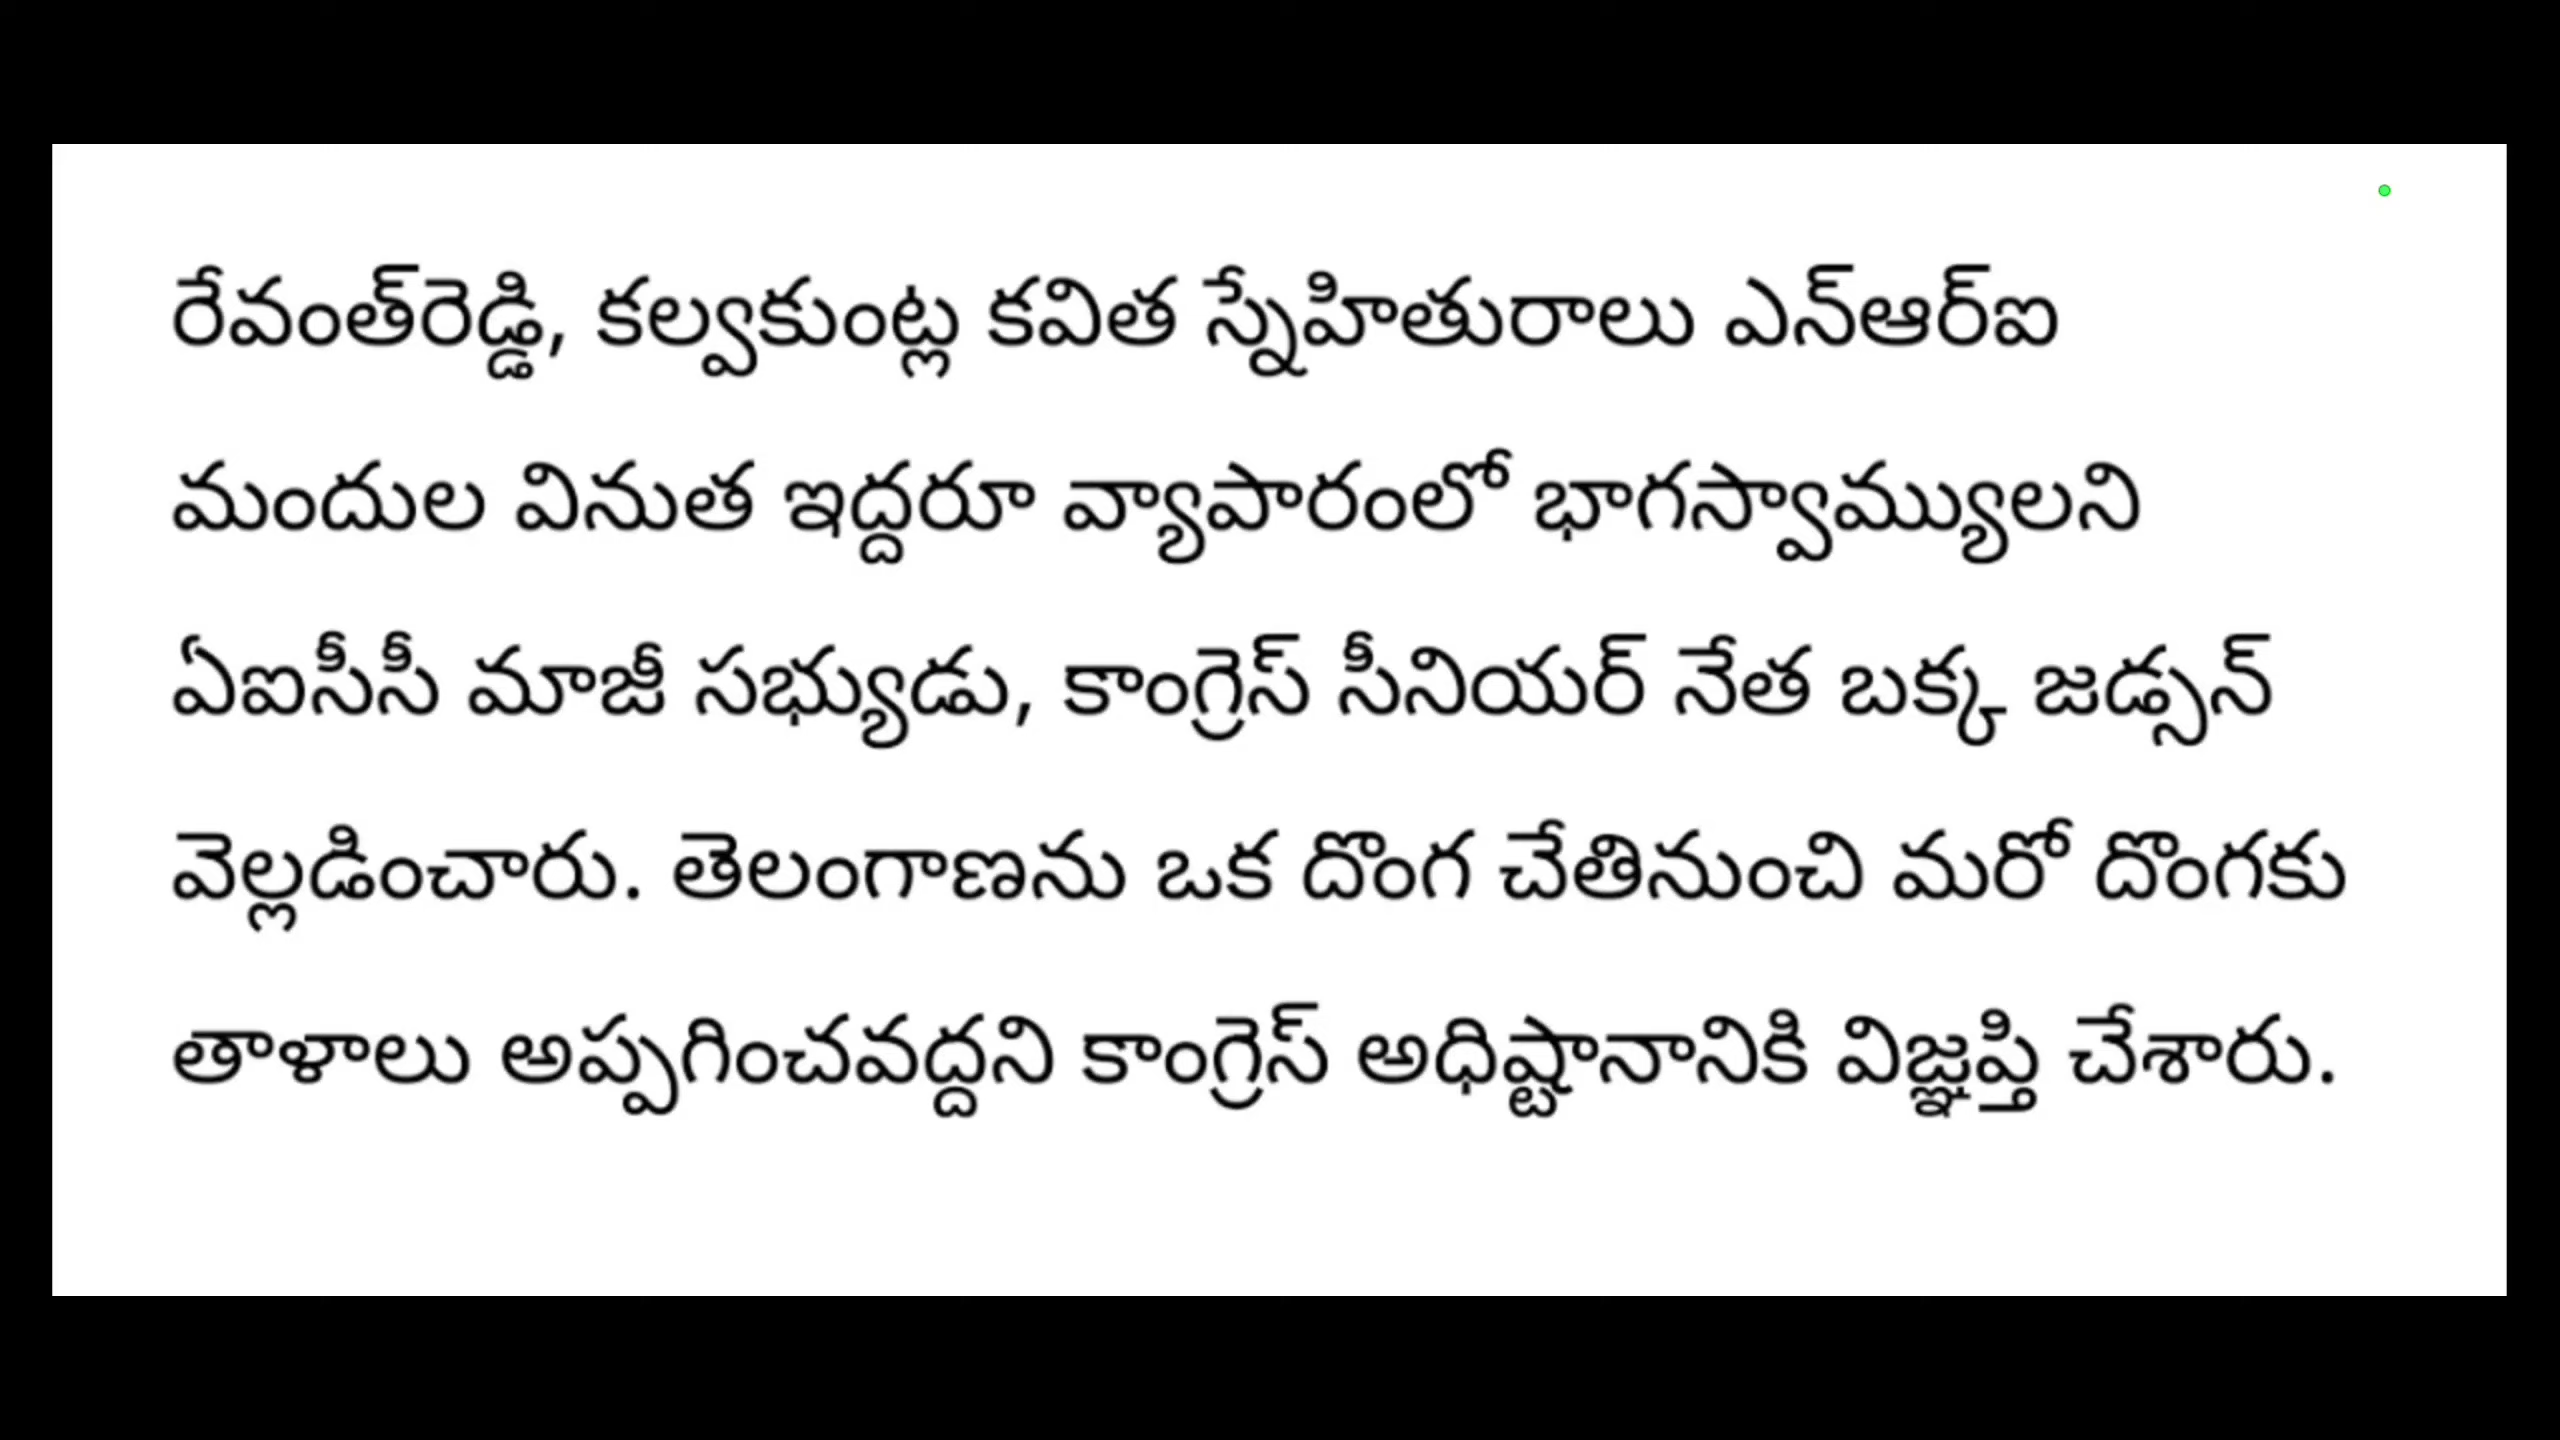 రేవంత్‌రెడ్డి, కల్వకుంట్ల కవిత స్నేహితురాలు ఎన్ఆర్ఐ
మందుల వినుత ఇద్దరూ వ్యాపారంలో భాగస్వామ్యులని
ఏఐసీసీ మాజీ సభ్యుడు, కాంగ్రెస్ సీనియర్ నేత బక్క జడ్సన్
వెల్లడించారు. తెలంగాణను ఒక దొంగ చేతినుంచి మరో దొంగకు
తాళాలు అప్పగించవద్దని కాంగ్రెస్ అధిష్టానానికి విజ్ఞప్తి చేశారు.